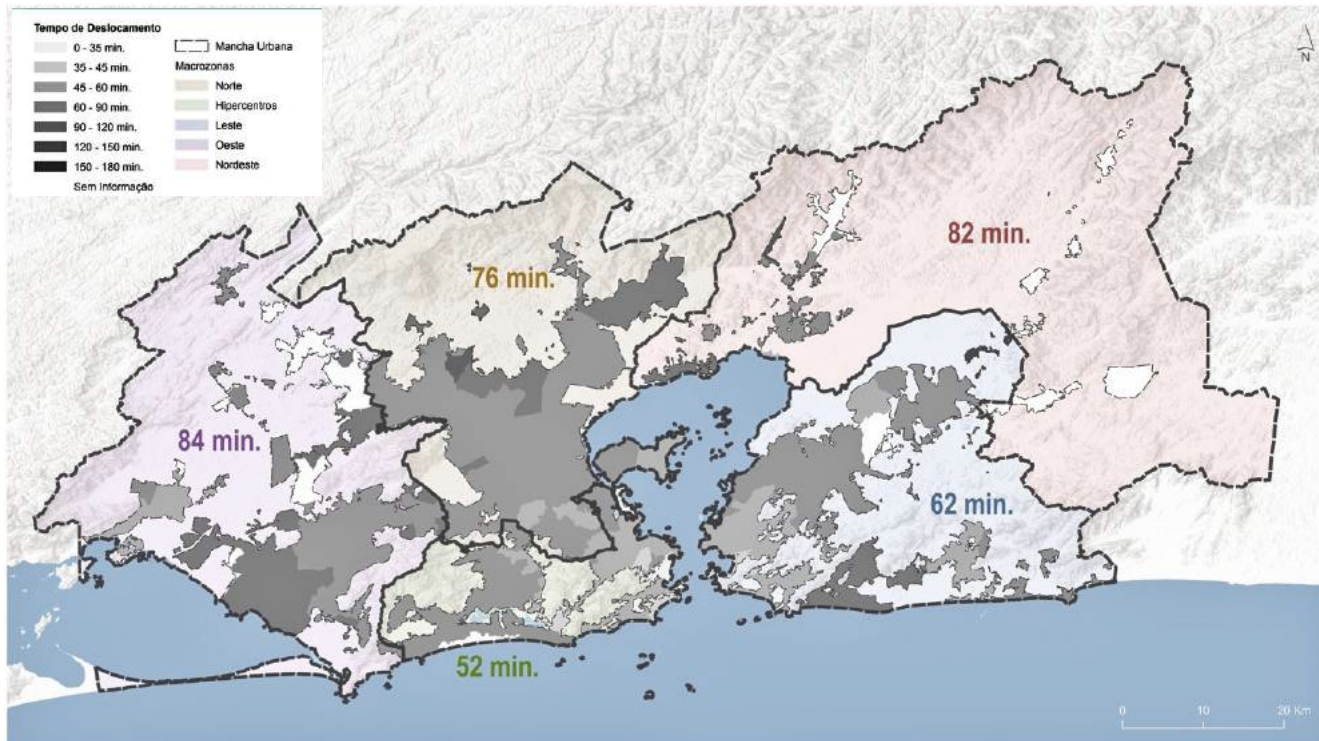 Tempo de Deslocamento
0 - 35 min.
35 - 45 min.
45 - 60 min.
60 - 90 min.
90 - 120 min.
120 - 150 min.
150 - 180 min.
Sem Informação
Mancha Urbana
Macrozonas
Norte
Hipercentros
Leste
Oeste
Nordeste
N
82 min.
76 min.
84 min.
62 min.
52 min.
0 10 20 Km